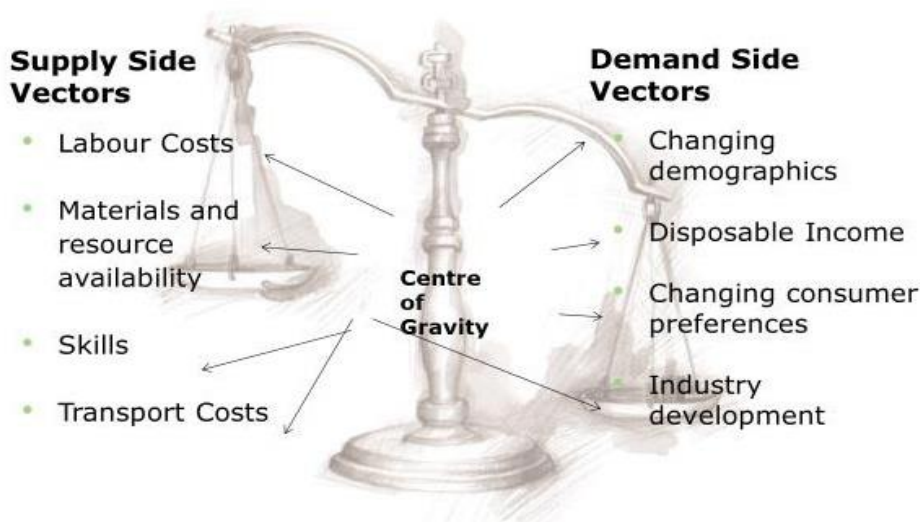 Supply Side
Vectors
Labour Costs
Materials and
resource
availability
Skills
Transport Costs
Centre
of
Gravity
Demand Side
Vectors
Changing
demographics
Disposable Income
Changing consumer
preferences
Industry
development